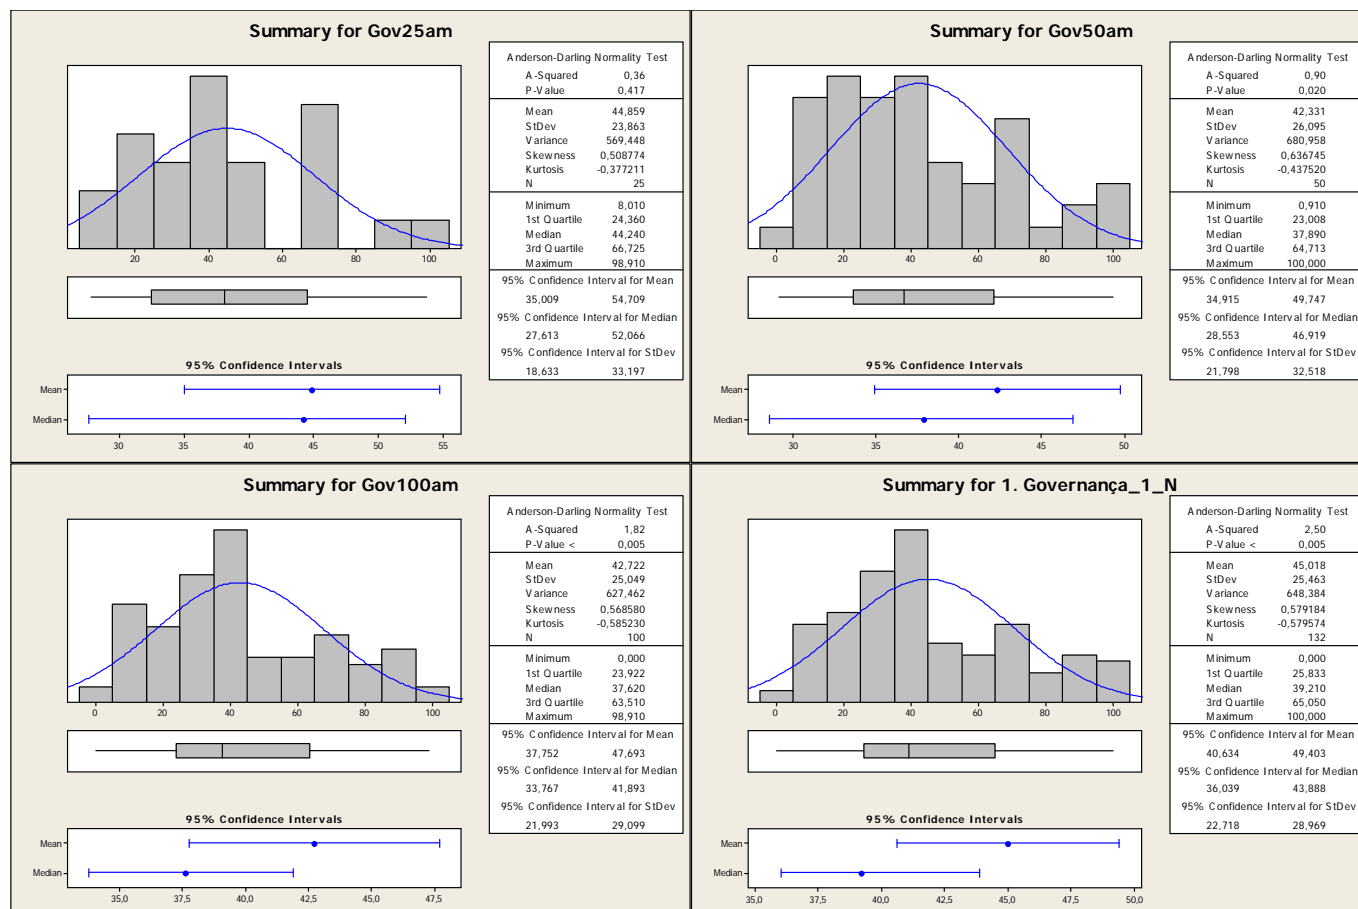 Summary for Gov25am
Anderson-Darling Normality Test
A-Squared 0,36
P-Value 0,417
Mean 44,859
StDev 23,863
Variance 569,448
Skewness 0,508774
Kurtosis -0,377211
N 25
Minimum 8,010
1st Quartile 24,360
Median 44,240
3rd Quartile 66,725
Maximum 98,910
95% Confidence Interval for Mean
35,009 54,709
95% Confidence Interval for Median
27,613 52,066
95% Confidence Interval for StDev
18,633 33,197
20 40 60 80 100
95% Confidence Intervals
Mean
Median
30 35 40 45 50 55
Summary for Gov50am
Anderson-Darling Normality Test
A-Squared 0,90
P-Value 0,020
Mean 42,331
StDev 26,095
Variance 680,958
Skewness 0,636745
Kurtosis -0,437520
N 50
Minimum 0,910
1st Quartile 23,008
Median 37,890
3rd Quartile 64,713
Maximum 100,000
95% Confidence Interval for Mean
34,915 49,747
95% Confidence Interval for Median
28,553 46,919
95% Confidence Interval for StDev
21,798 32,518
0 20 40 60 80 100
95% Confidence Intervals
Mean
Median
30 35 40 45 50
Summary for Gov100am
Anderson-Darling Normality Test
A-Squared 1,82
P-Value < 0,005
Mean 42,722
StDev 25,049
Variance 627,462
Skewness 0,568580
Kurtosis -0,585230
N 100
Minimum 0,000
1st Quartile 23,922
Median 37,620
3rd Quartile 63,510
Maximum 98,910
95% Confidence Interval for Mean
37,752 47,693
95% Confidence Interval for Median
33,767 41,893
95% Confidence Interval for StDev
21,993 29,099
0 20 40 60 80 100
95% Confidence Intervals
Mean
Median
35,0 37,5 40,0 42,5 45,0 47,5
Summary for 1. Governança_1_N
Anderson-Darling Normality Test
A-Squared 2,50
P-Value < 0,005
Mean 45,018
StDev 25,463
Variance 648,384
Skewness 0,579184
Kurtosis -0,579574
N 132
Minimum 0,000
1st Quartile 25,833
Median 39,210
3rd Quartile 65,050
Maximum 100,000
95% Confidence Interval for Mean
40,634 49,403
95% Confidence Interval for Median
36,039 43,888
95% Confidence Interval for StDev
22,718 28,969
0 20 40 60 80 100
95% Confidence Intervals
Mean
Median
35,0 37,5 40,0 42,5 45,0 47,5 50,0